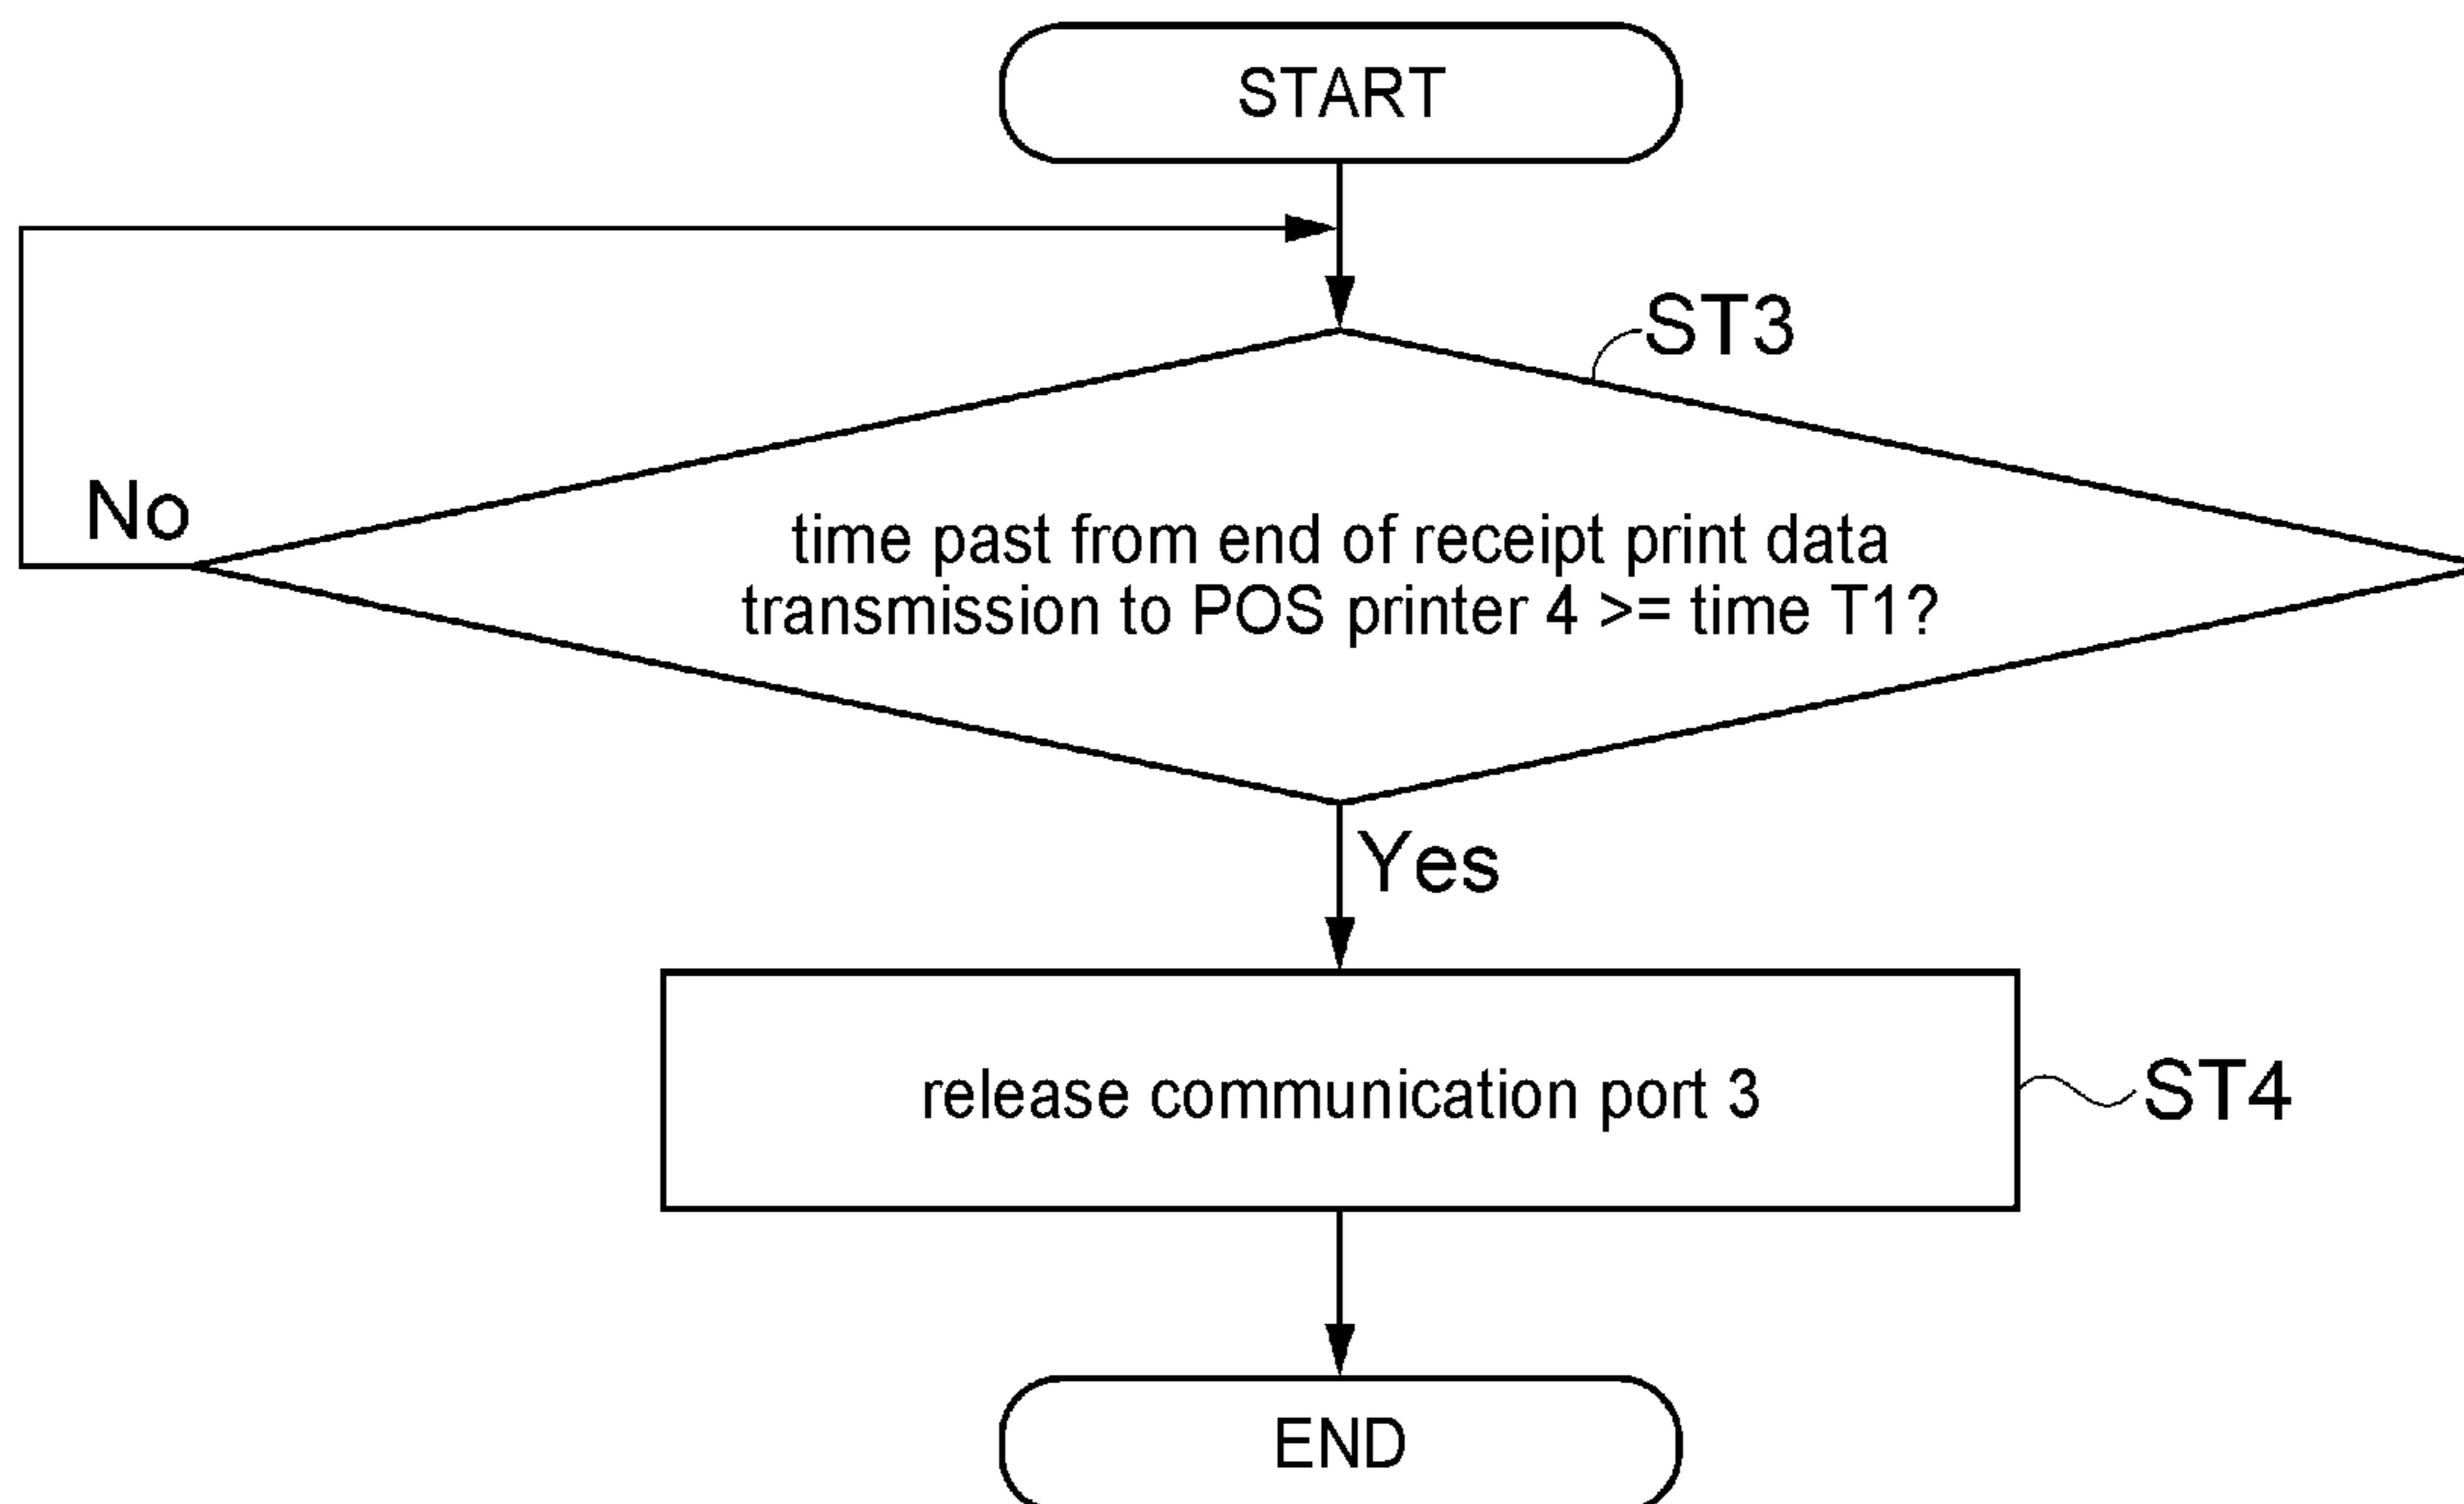 START
ST3
No
time past from end of receipt print data
transmission to POS printer 4 >= time T1?
Yes
release communication port 3
ST4
END